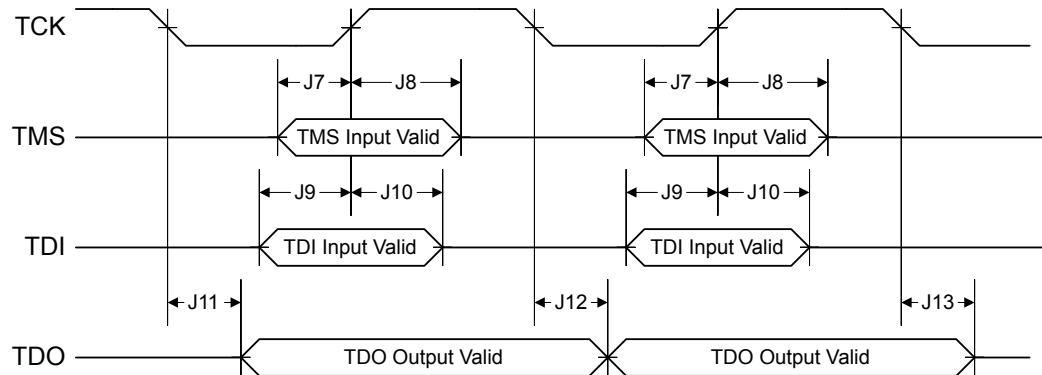 TCK
J7 J8 J7 J8
TMS TMS Input Valid TMS Input Valid
J9 J10 J9 J10
TDI TDI Input Valid TDI Input Valid
J11 J12 J13
TDO TDO Output Valid TDO Output Valid